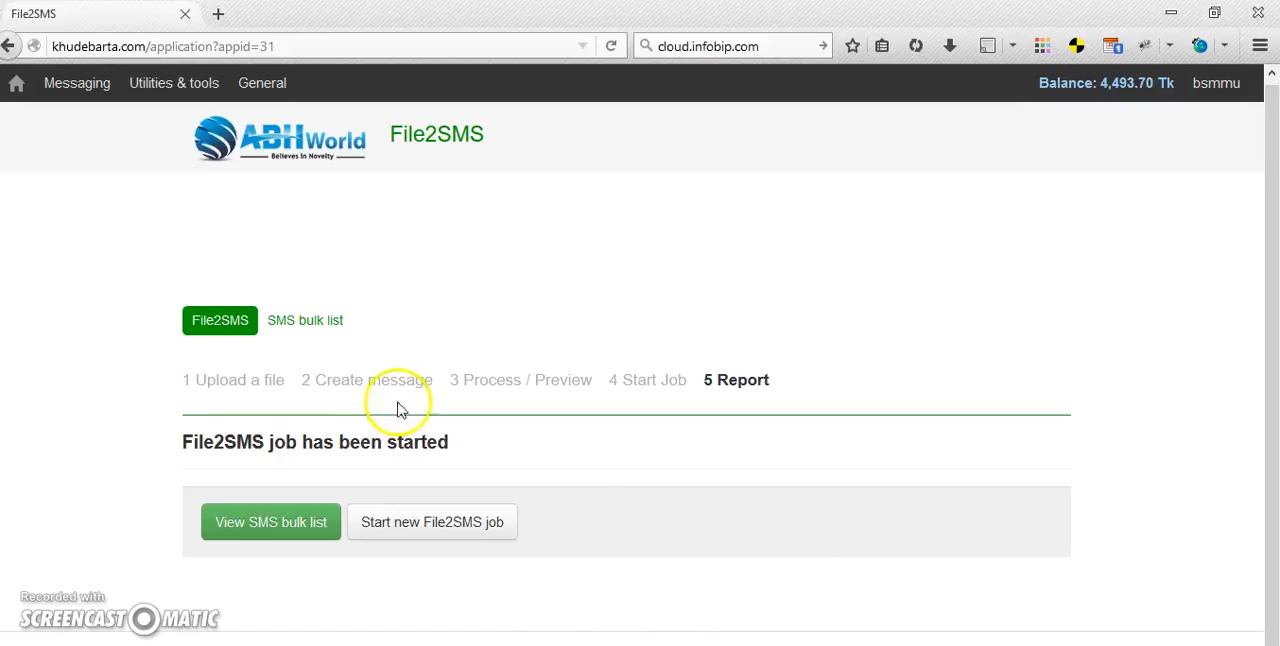 File2SMS
khudebarta.com/application?appid=31
cloud.infobip.com
Messaging Utilities & tools General Balance: 4,493.70 Tk bsmmu
ABHWorld
Believes In Novelty
File2SMS
File2SMS SMS bulk list
1 Upload a file 2 Create message 3 Process / Preview 4 Start Job 5 Report
File2SMS job has been started
View SMS bulk list Start new File2SMS job
Recorded with
SCREENCAST MATIC